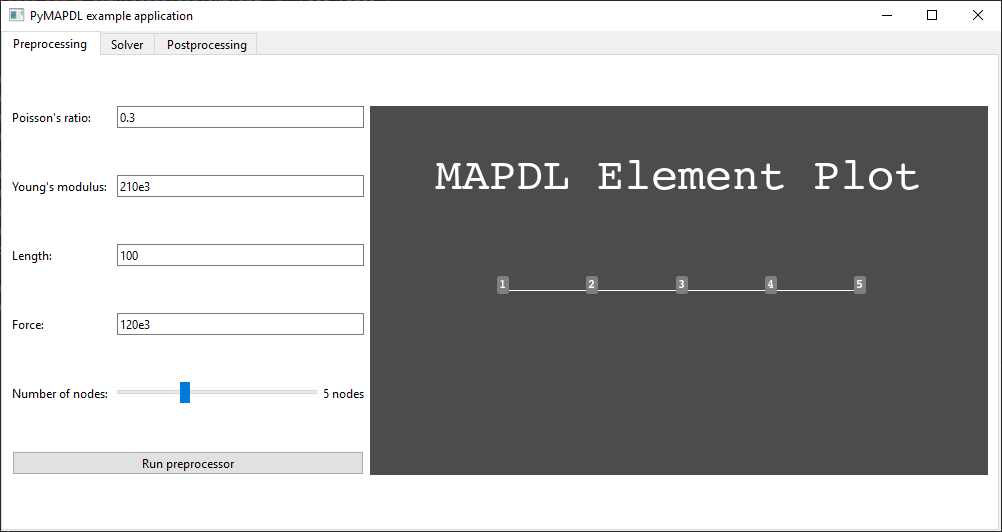 PyMAPDL example application
Preprocessing Solver Postprocessing
Poisson's ratio: 0.3
Young's modulus: 210e3
Length: 100
Force: 120e3
Number of nodes: 5 nodes
Run preprocessor
MAPDL Element Plot
1 2 3 4 5